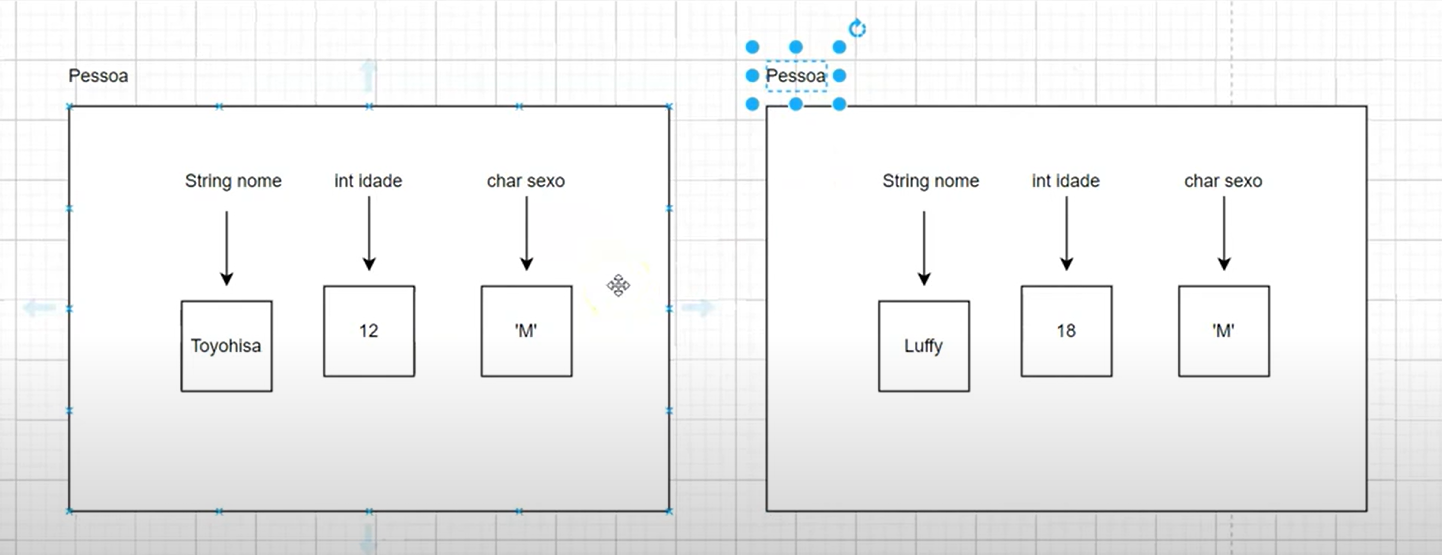 Pessoa
String nome int idade char sexo
Toyohisa 12 'M'
Pessoa
String nome int idade char sexo
Luffy 18 'M'